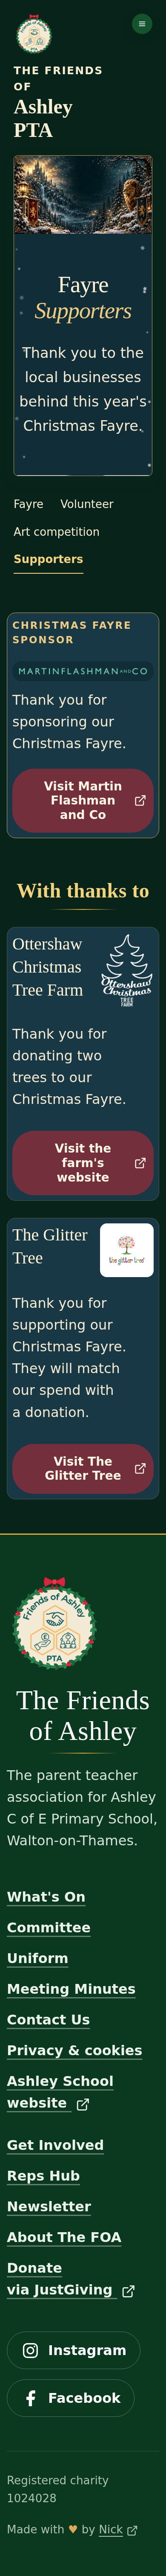 Friends of Ashley
PTA
THE FRIENDS
OF
Ashley
PTA
Fayre
Supporters
Thank you to the
local businesses
behind this year's
Christmas Fayre.
Fayre Volunteer
Art competition
Supporters
CHRISTMAS FAYRE
SPONSOR
MARTINFLASHMANANDCO
Thank you for
sponsoring our
Christmas Fayre.
Visit Martin
Flashman
and Co
With thanks to
Ottershaw
Christmas
Tree Farm
Ottershaw
CHRISTMAS
TREE
FARM
Thank you for
donating two
trees to our
Christmas Fayre.
Visit the
farm's
website
The Glitter
Tree
the glitter tree
Thank you for
supporting our
Christmas Fayre.
They will match
our spend with
a donation.
Visit The
Glitter Tree
Friends of Ashley
PTA
The Friends
of Ashley
The parent teacher
association for Ashley
C of E Primary School,
Walton-on-Thames.
What's On
Committee
Uniform
Meeting Minutes
Contact Us
Privacy & cookies
Ashley School
website
Get Involved
Reps Hub
Newsletter
About The FOA
Donate
via JustGiving
Instagram
Facebook
Registered charity
1024028
Made with ♥ by Nick